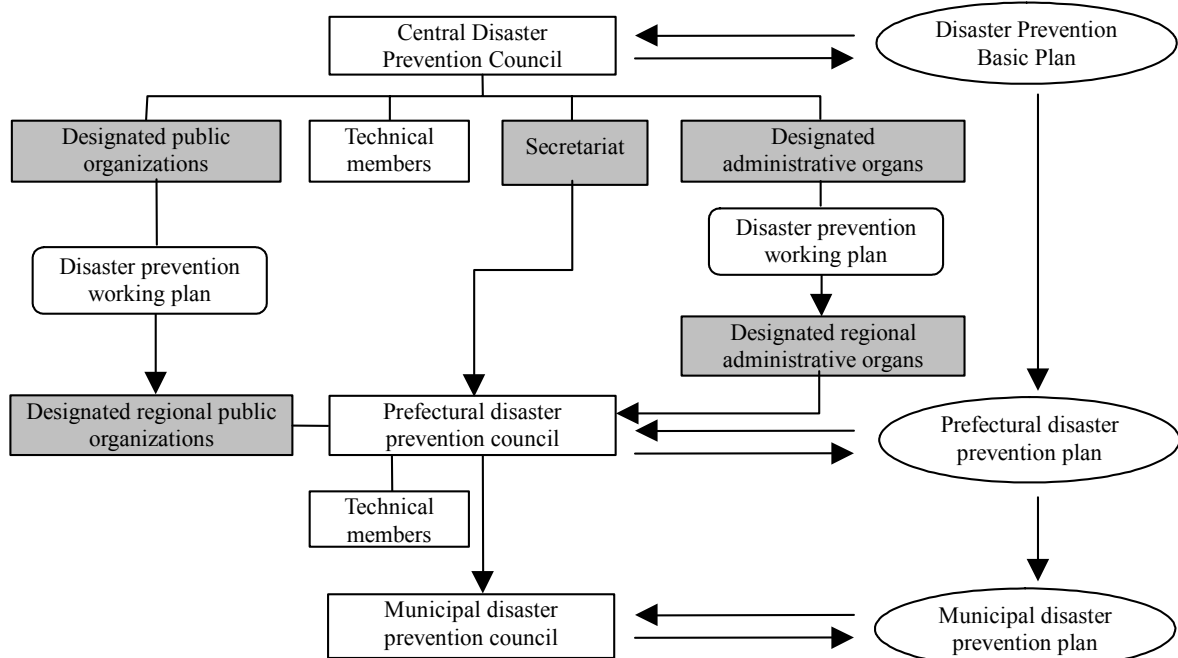 Central Disaster
Prevention Council
Disaster Prevention
Basic Plan
Designated public
organizations
Technical
members
Secretariat
Designated
administrative organs
Disaster prevention
working plan
Disaster prevention
working plan
Designated regional
administrative organs
Designated regional public
organizations
Prefectural disaster
prevention council
Prefectural disaster
prevention plan
Technical
members
Municipal disaster
prevention council
Municipal disaster
prevention plan